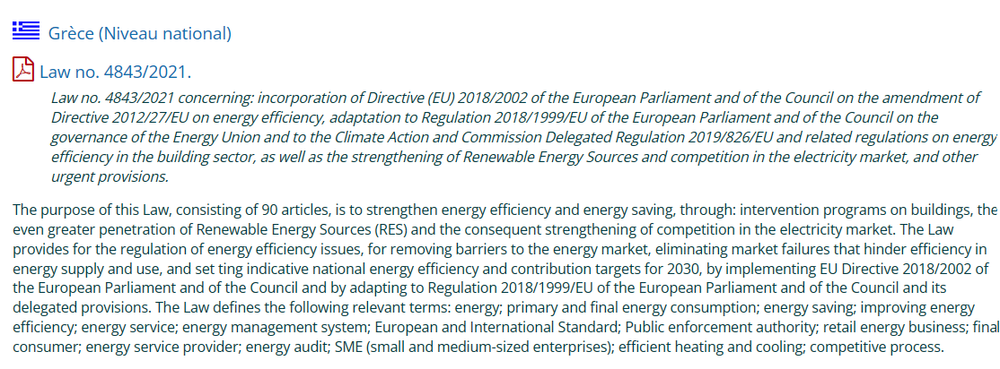 Grèce (Niveau national)
Law no. 4843/2021.
Law no. 4843/2021 concerning: incorporation of Directive (EU) 2018/2002 of the European Parliament and of the Council on the amendment of
Directive 2012/27/EU on energy efficiency, adaptation to Regulation 2018/1999/EU of the European Parliament and of the Council on the
governance of the Energy Union and to the Climate Action and Commission Delegated Regulation 2019/826/EU and related regulations on energy
efficiency in the building sector, as well as the strengthening of Renewable Energy Sources and competition in the electricity market, and other
urgent provisions.
The purpose of this Law, consisting of 90 articles, is to strengthen energy efficiency and energy saving, through: intervention programs on buildings, the
even greater penetration of Renewable Energy Sources (RES) and the consequent strengthening of competition in the electricity market. The Law
provides for the regulation of energy efficiency issues, for removing barriers to the energy market, eliminating market failures that hinder efficiency in
energy supply and use, and set ting indicative national energy efficiency and contribution targets for 2030, by implementing EU Directive 2018/2002 of
the European Parliament and of the Council and by adapting to Regulation 2018/1999/EU of the European Parliament and of the Council and its
delegated provisions. The Law defines the following relevant terms: energy; primary and final energy consumption; energy saving; improving energy
efficiency; energy service; energy management system; European and International Standard; Public enforcement authority; retail energy business; final
consumer; energy service provider; energy audit; SME (small and medium-sized enterprises); efficient heating and cooling; competitive process.